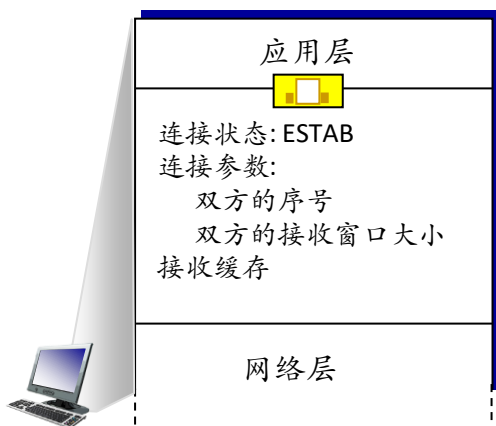 应用层
连接状态: ESTAB
连接参数:
双方的序号
双方的接收窗口大小
接收缓存
网络层